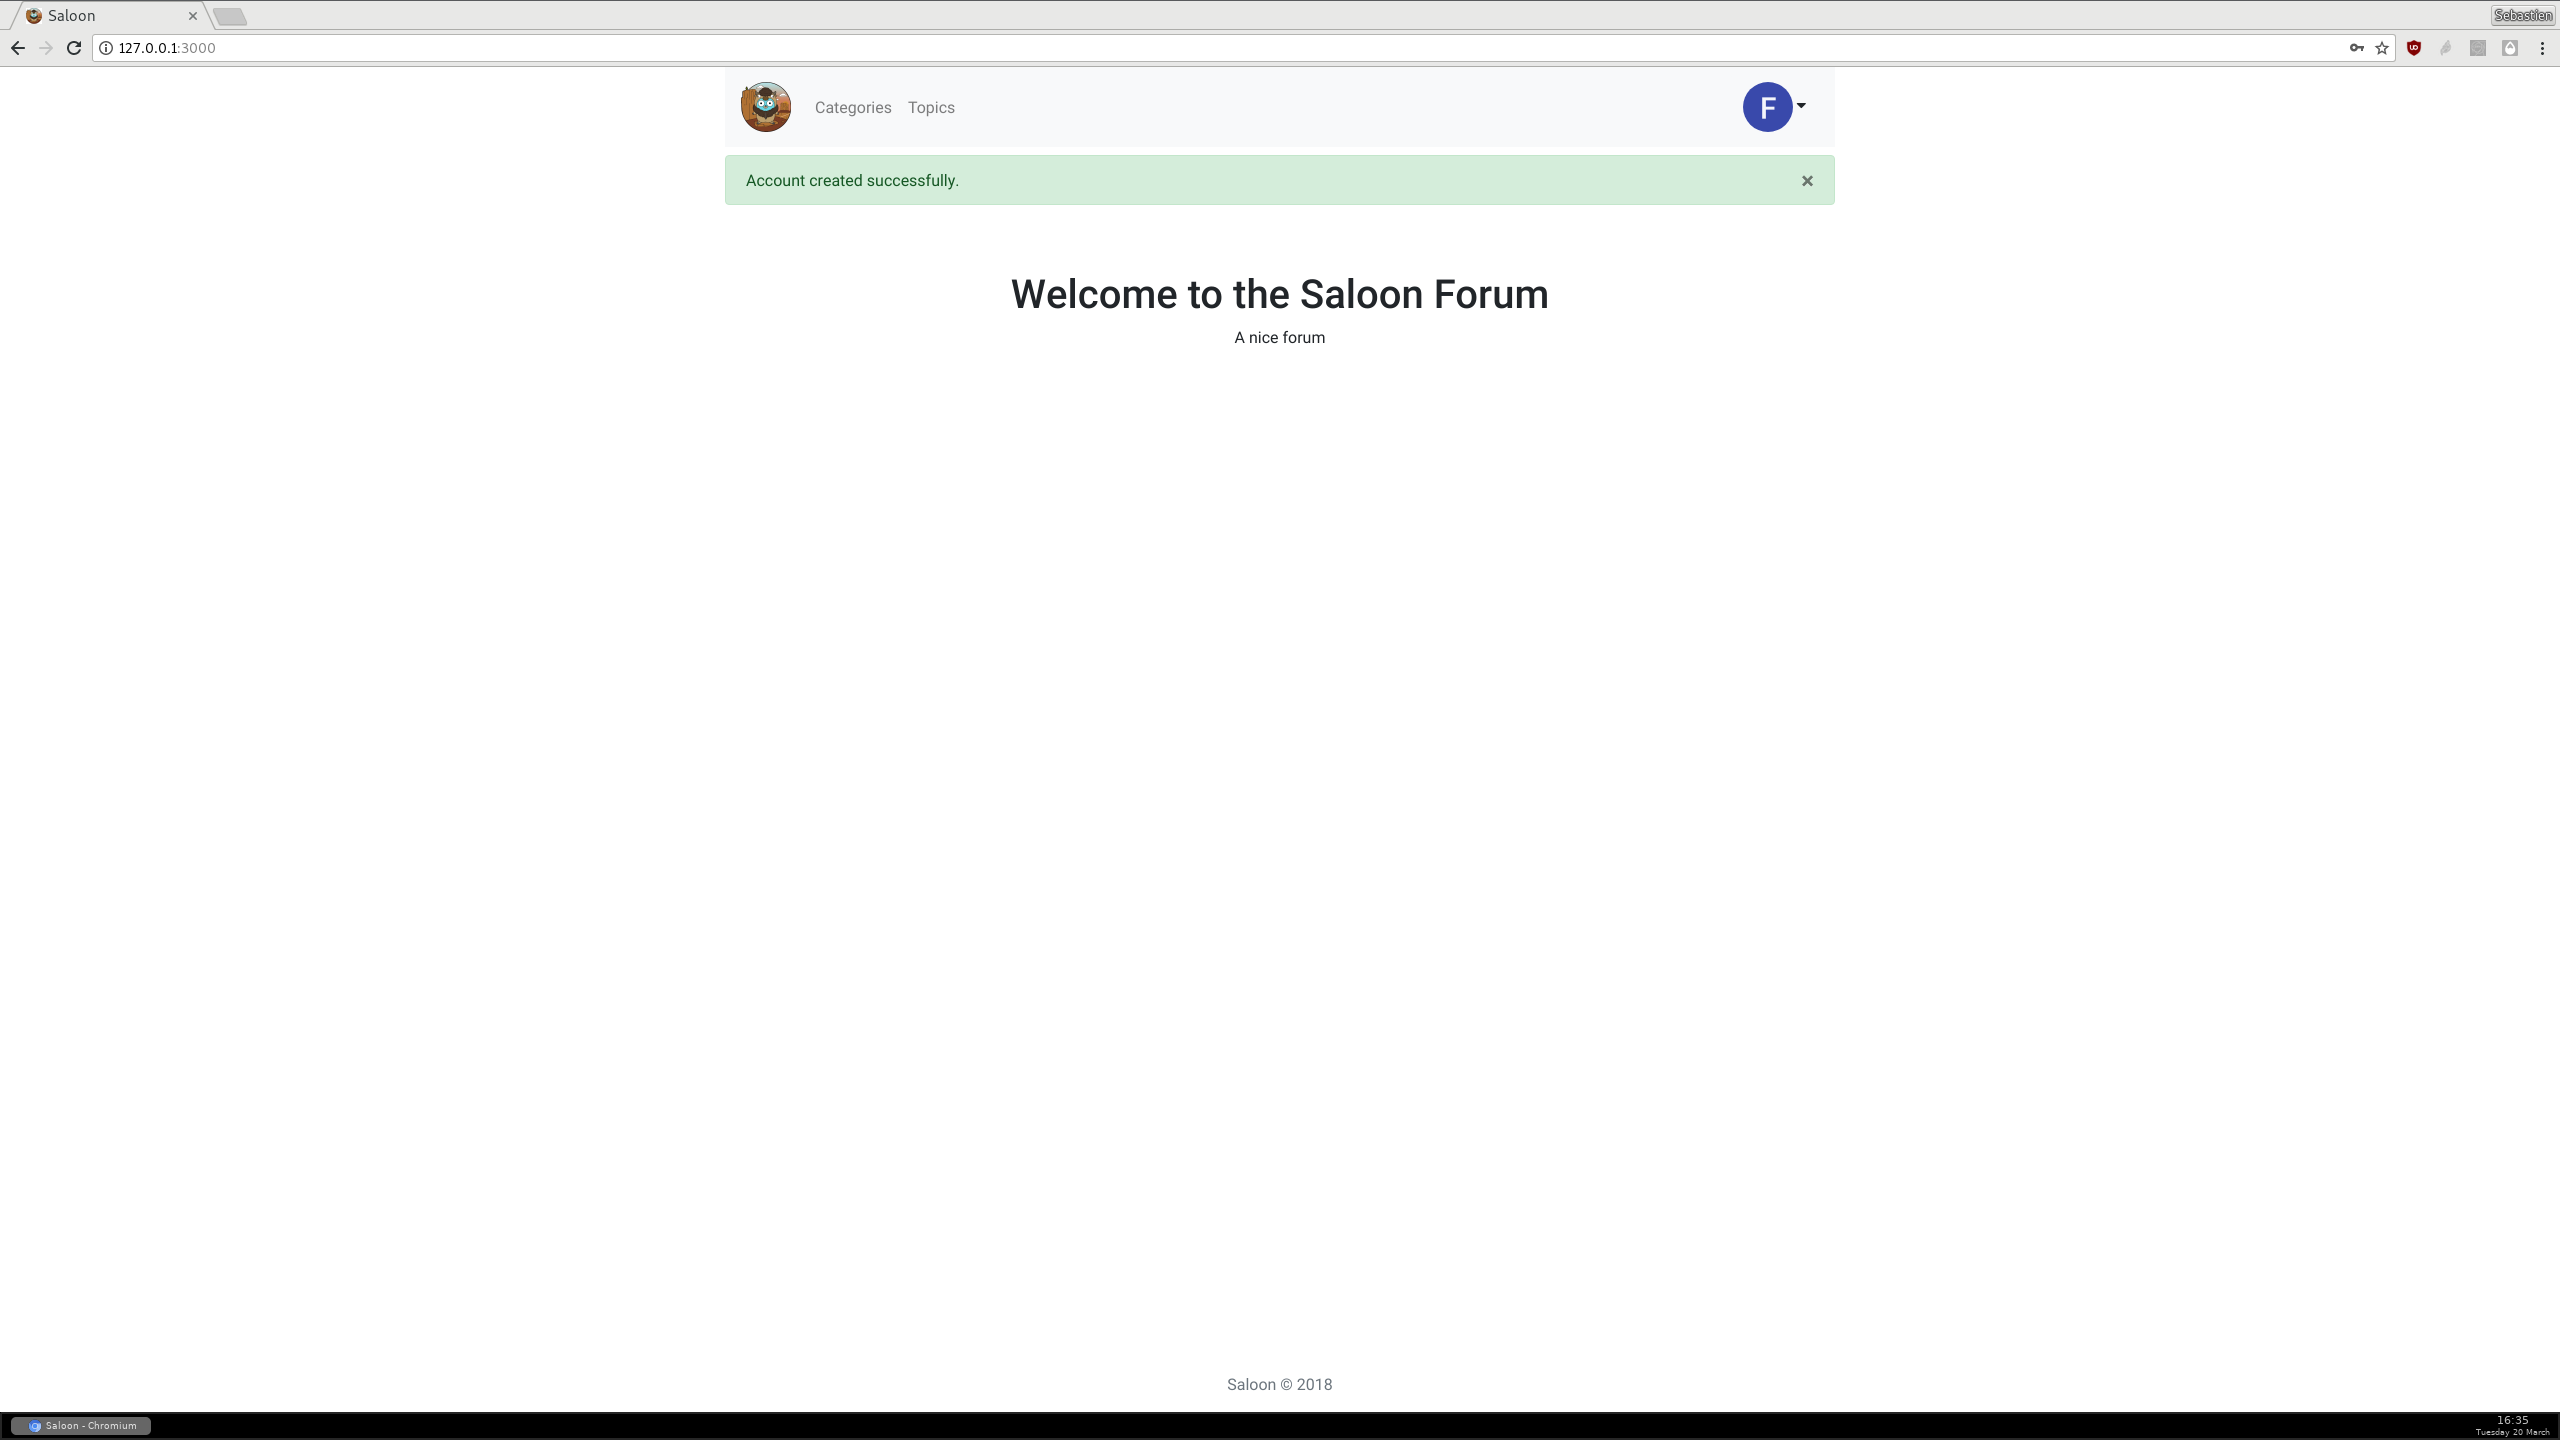 Saloon
Sebastien
127.0.0.1:3000
Categories Topics
F
Account created successfully. ×
Welcome to the Saloon Forum
A nice forum
Saloon © 2018
Saloon - Chromium
16:35
Tuesday 20 March